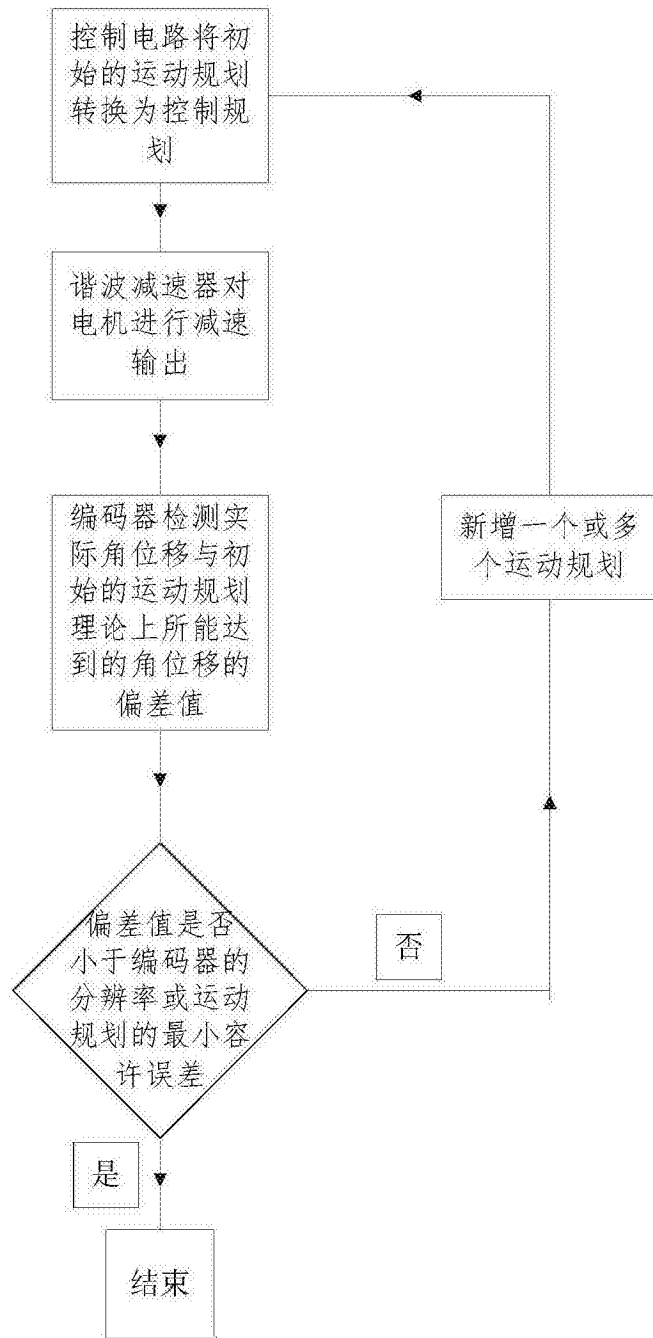 控制电路将初
始的运动规划
转换为控制规
划
谐波减速器对
电机进行减速
输出
编码器检测实
际角位移与初
始的运动规划
理论上所能达
到的角位移的
偏差值
新增一个或多
个运动规划
偏差值是否
小于编码器的
分辨率或运动
规划的最小容
许误差
否
是
结束